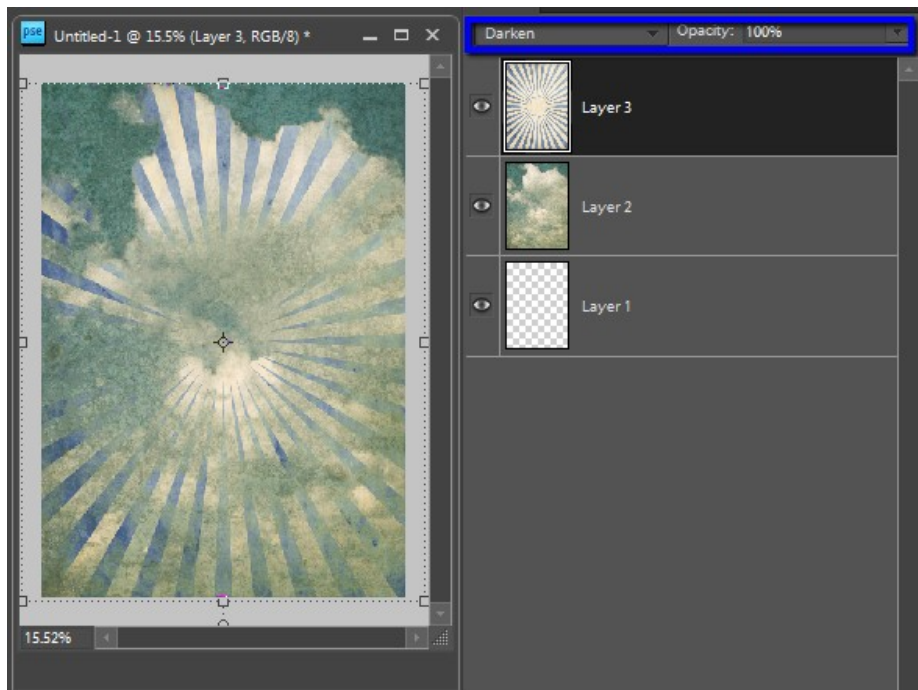 pse Untitled-1 @ 15.5% (Layer 3, RGB/8) *
Darken Opacity: 100%
Layer 3
Layer 2
Layer 1
15.52%